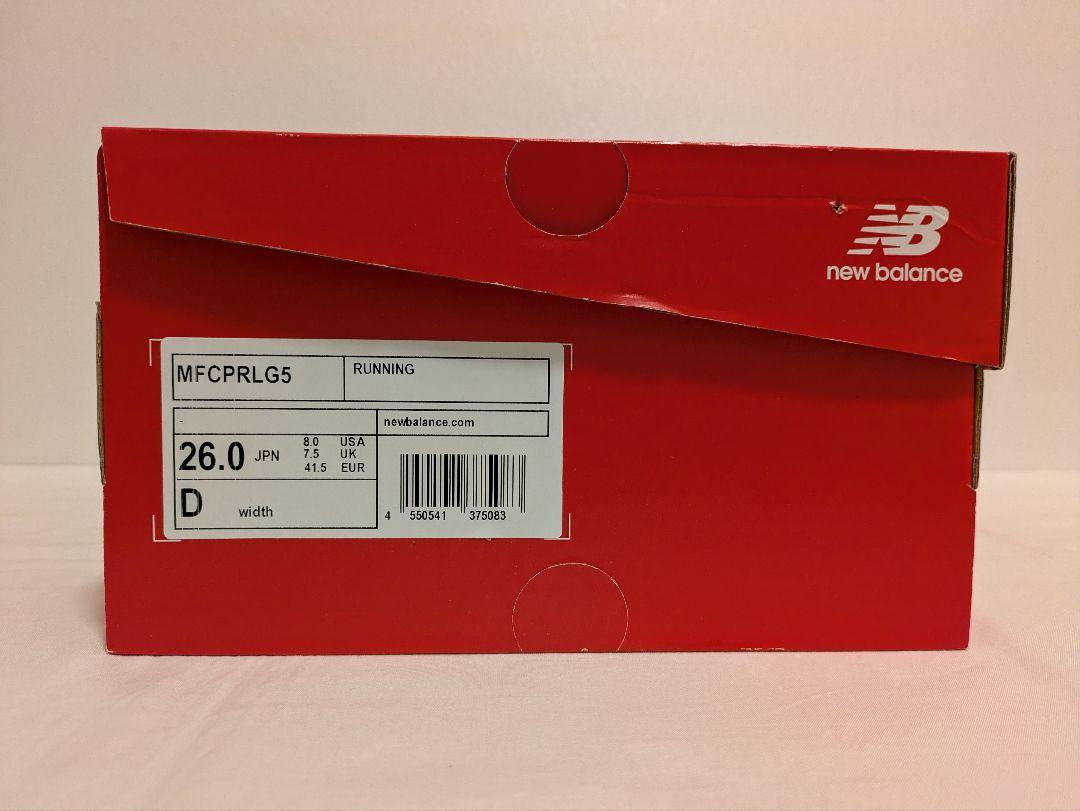 NB
new balance
MFCPRLG5 RUNNING
- newbalance.com
26.0 JPN 8.0 USA
7.5 UK
41.5 EUR
D width
4 550541 375083